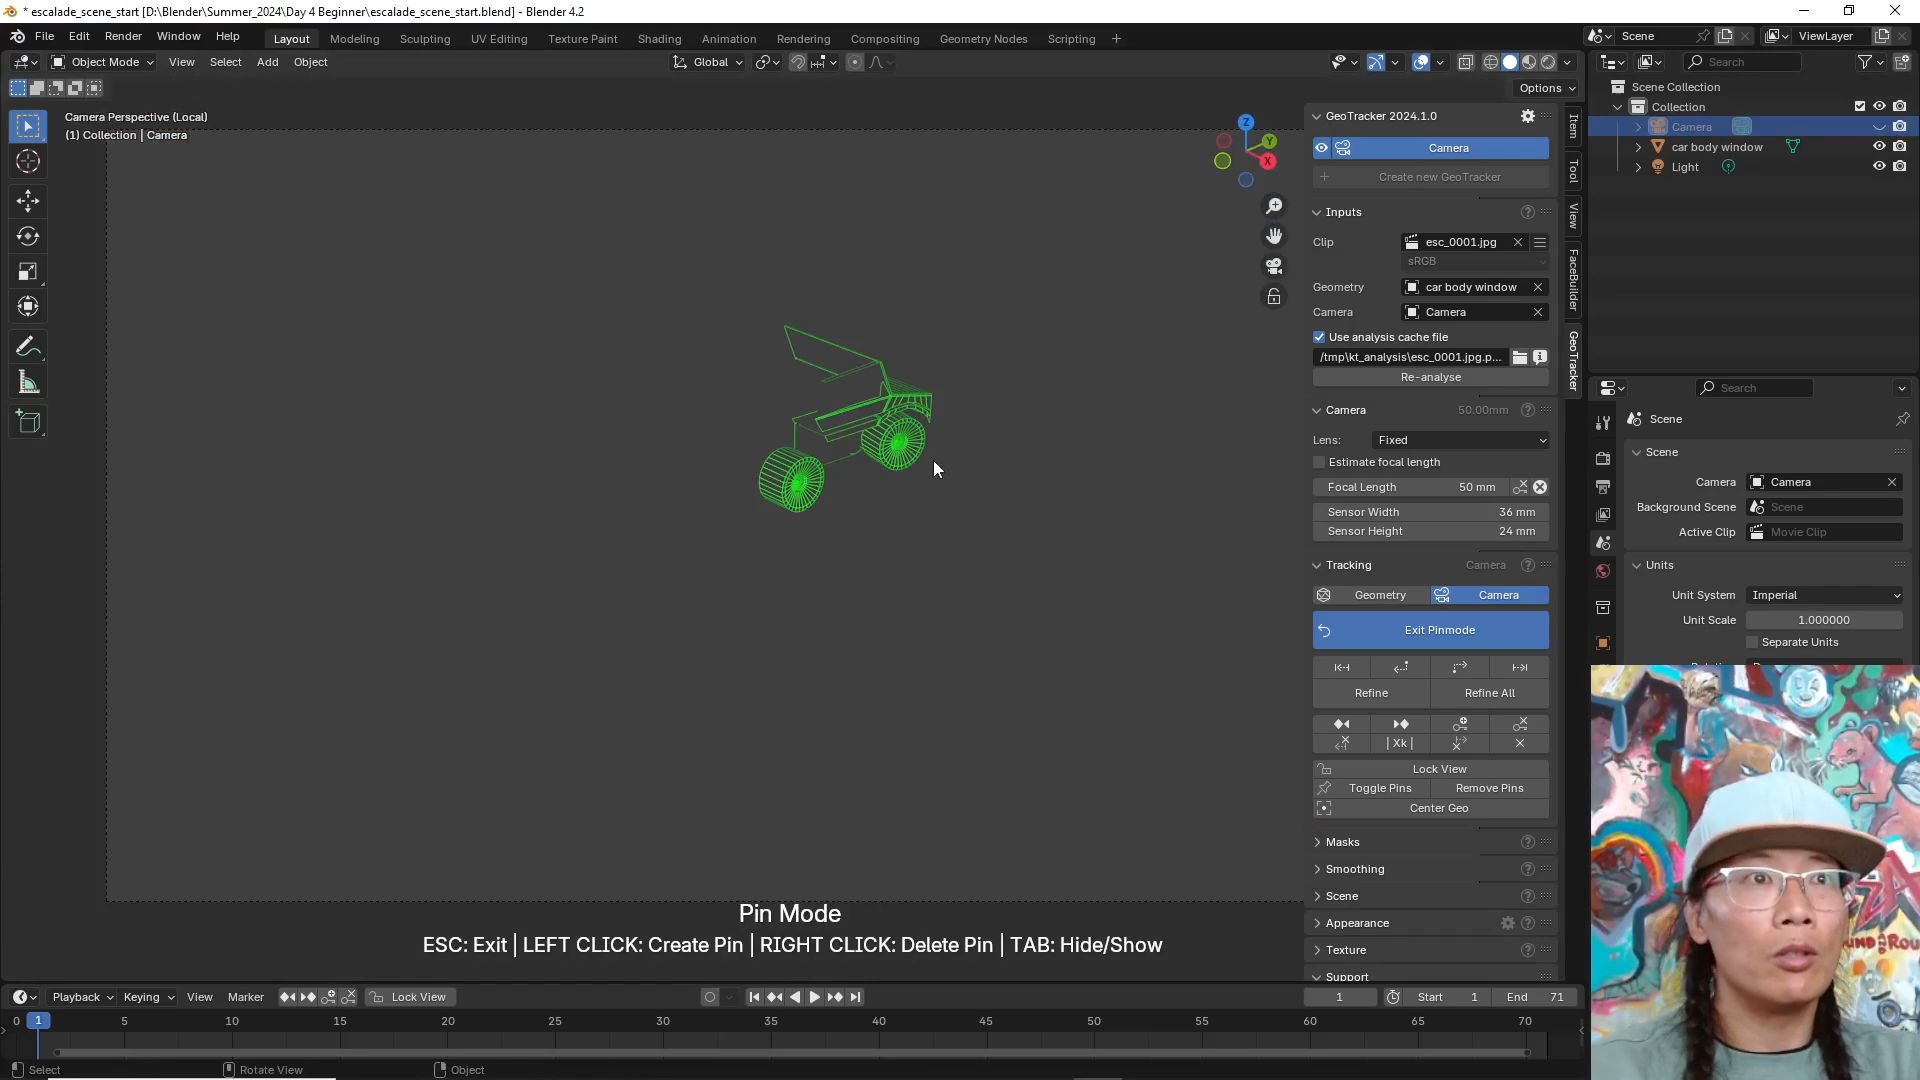 * escalade_scene_start [D:\Blender\Summer_2024\Day 4 Beginner\escalade_scene_start.blend] - Blender 4.2
File Edit Render Window Help Layout Modeling Sculpting UV Editing Texture Paint Shading Animation Rendering Compositing Geometry Nodes Scripting Scene ViewLayer
Object Mode View Select Add Object Global Search
Options
Scene Collection
Collection
Camera
car body window
Light
Camera Perspective (Local)
(1) Collection | Camera
Z
Y
X
GeoTracker 2024.1.0
Camera
Create new GeoTracker
Inputs
Clip esc_0001.jpg
sRGB
Geometry car body window
Camera Camera
Use analysis cache file
/tmp\kt_analysis\esc_0001.jpg.p...
Re-analyse
Camera 50.00mm
Lens: Fixed
Estimate focal length
Focal Length 50 mm
Sensor Width 36 mm
Sensor Height 24 mm
Tracking Camera
Geometry Camera
Exit Pinmode
Refine Refine All
| Xk |
Lock View
Toggle Pins Remove Pins
Center Geo
Masks
Smoothing
Scene
Appearance
Texture
Support
Item
Tool
View
FaceBuilder
GeoTracker
Search
Scene
Scene
Camera Camera
Background Scene Scene
Active Clip Movie Clip
Units
Unit System Imperial
Unit Scale 1.000000
Separate Units
Pin Mode
ESC: Exit | LEFT CLICK: Create Pin | RIGHT CLICK: Delete Pin | TAB: Hide/Show
Playback Keying View Marker Lock View 1 Start 1 End 71
0 1 5 10 15 20 25 30 35 40 45 50 55 60 65 70
Select Rotate View Object